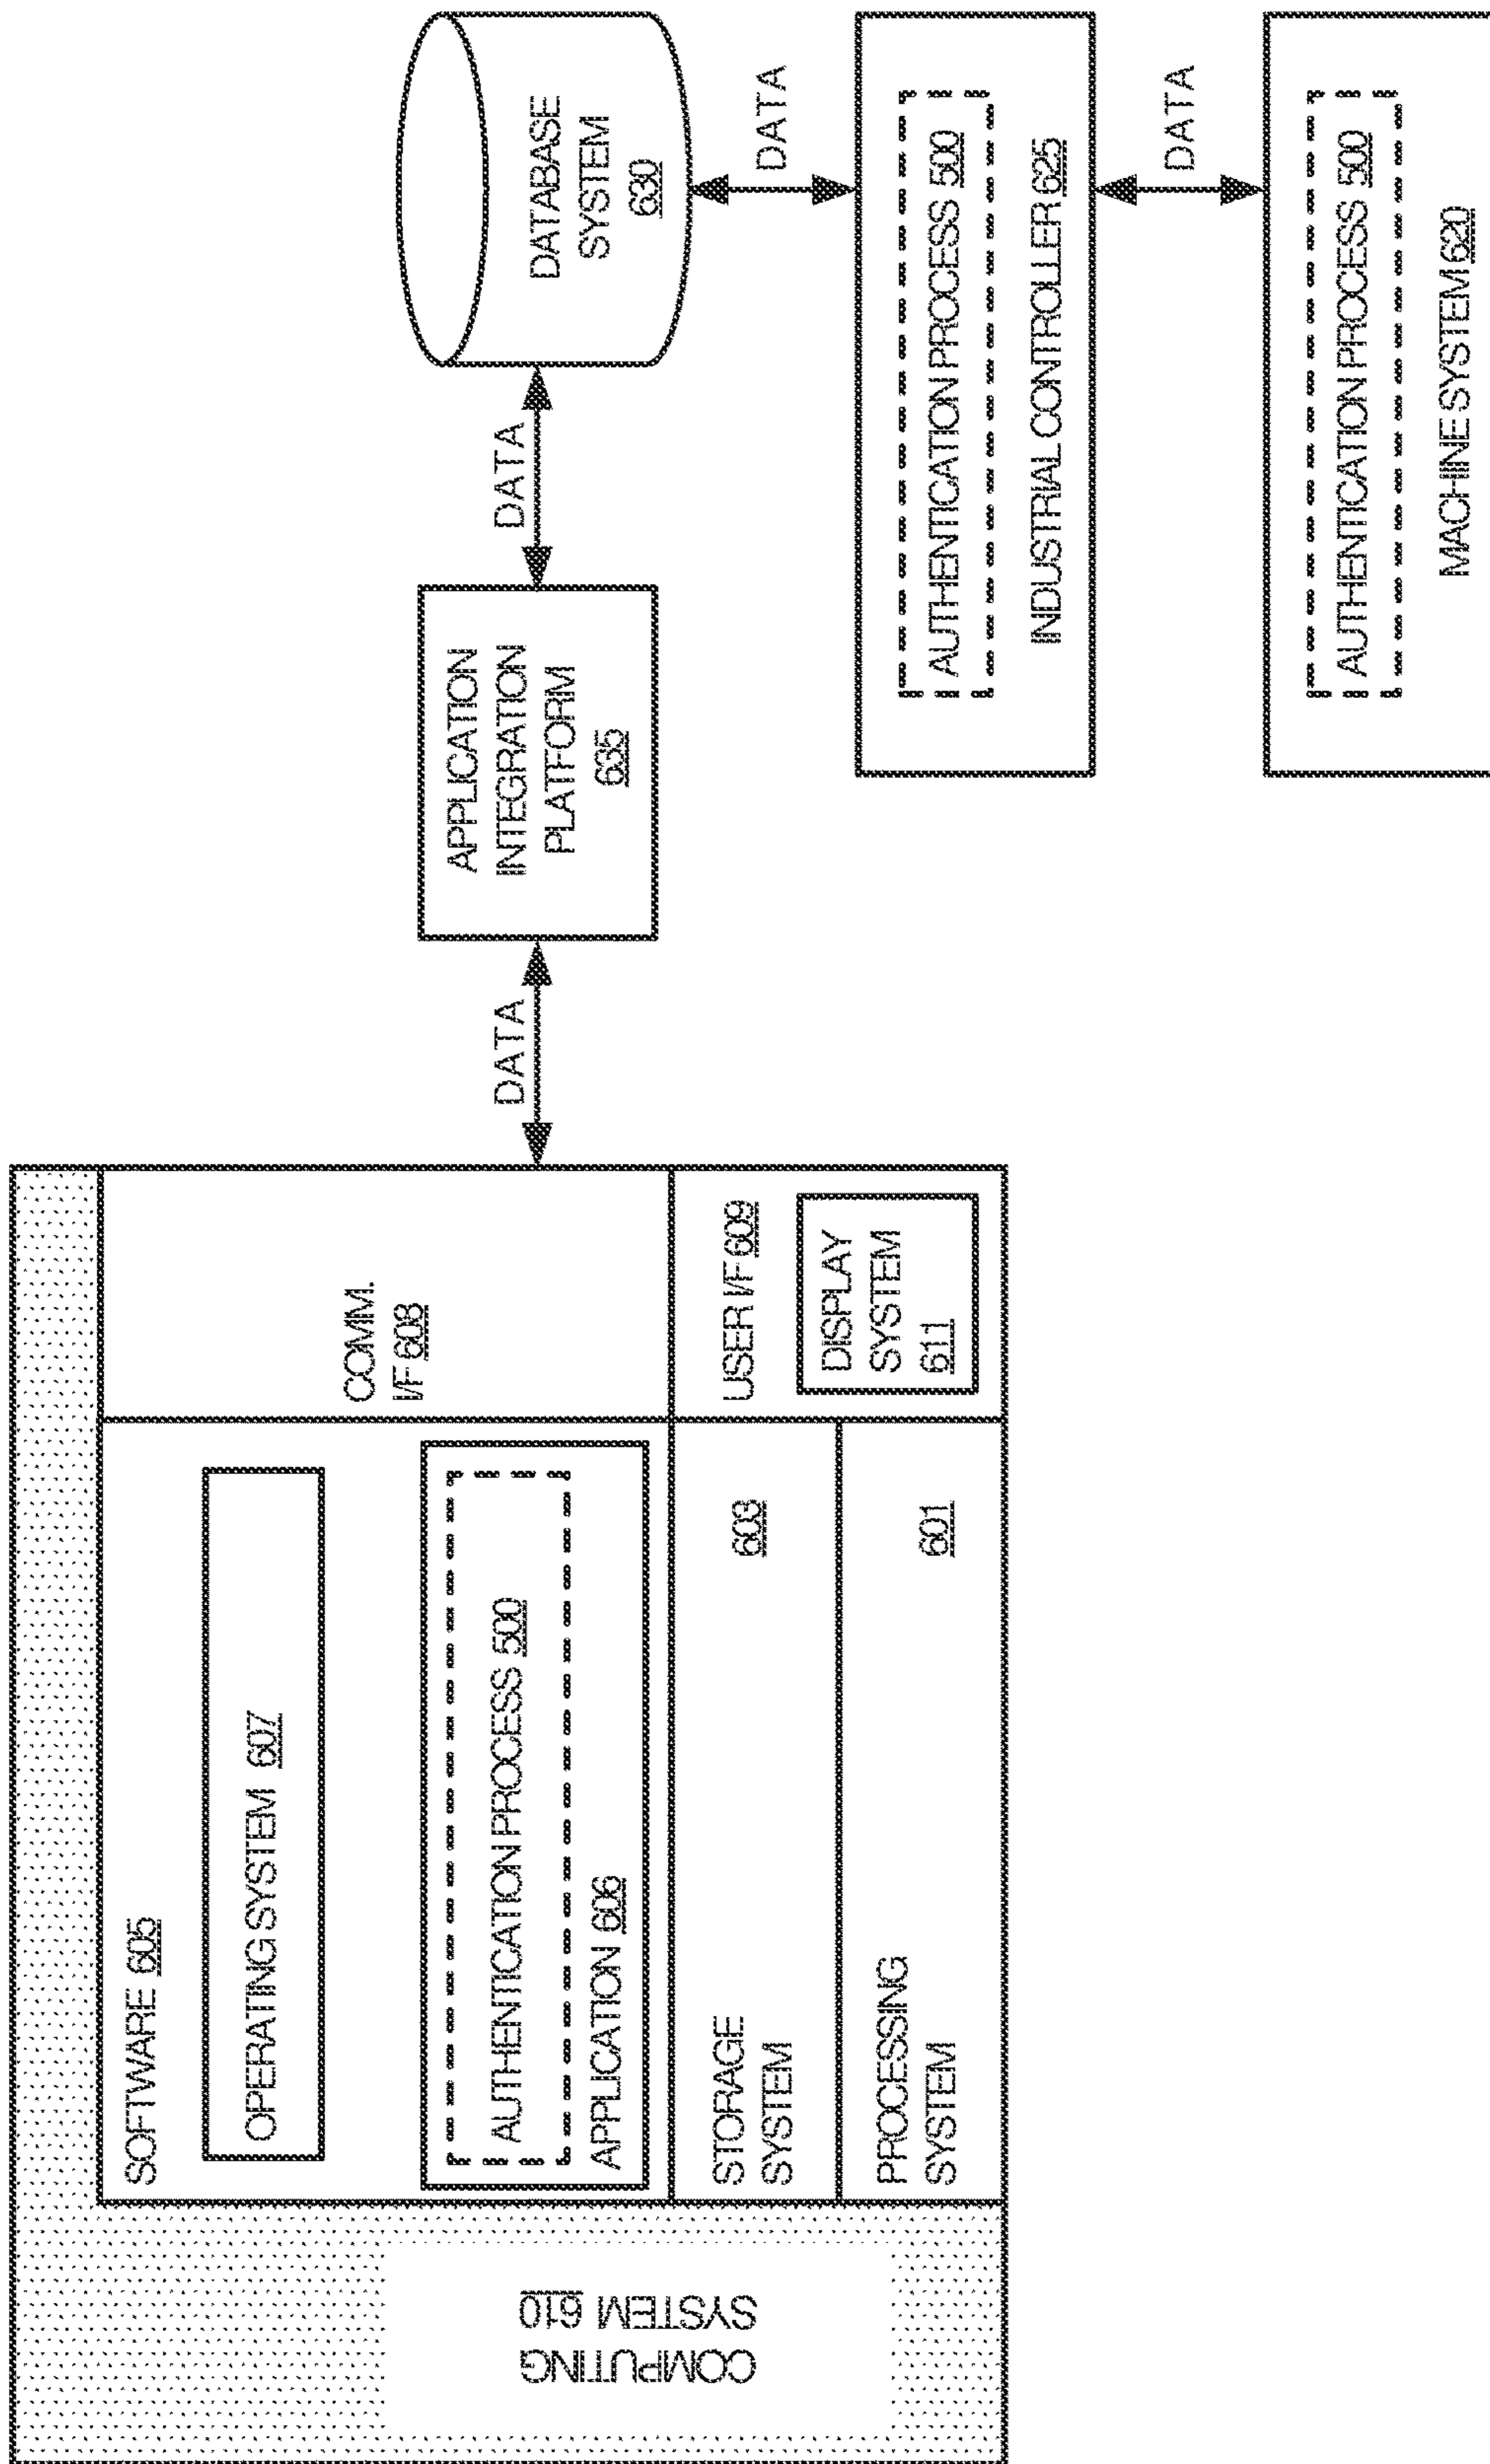 COMPUTING
SYSTEM 610
SOFTWARE 605
OPERATING SYSTEM 607
AUTHENTICATION PROCESS 500
APPLICATION 606
COMM.
I/F 608
STORAGE
SYSTEM
603
PROCESSING
SYSTEM
601
USER I/F 609
DISPLAY
SYSTEM
611
DATA
APPLICATION
INTEGRATION
PLATFORM
635
DATA
DATABASE
SYSTEM
630
DATA
AUTHENTICATION PROCESS 500
INDUSTRIAL CONTROLLER 625
DATA
AUTHENTICATION PROCESS 500
MACHINE SYSTEM 620